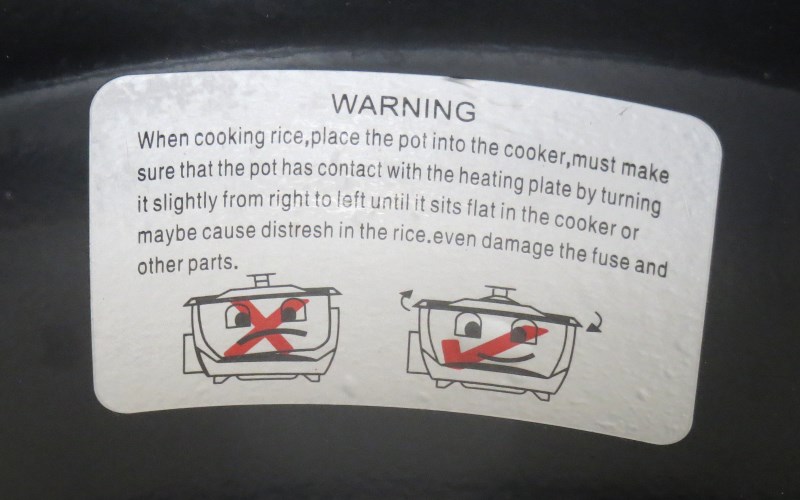 WARNING
When cooking rice,place the pot into the cooker,must make
sure that the pot has contact with the heating plate by turning
it slightly from right to left until it sits flat in the cooker or
maybe cause distresh in the rice.even damage the fuse and
other parts.